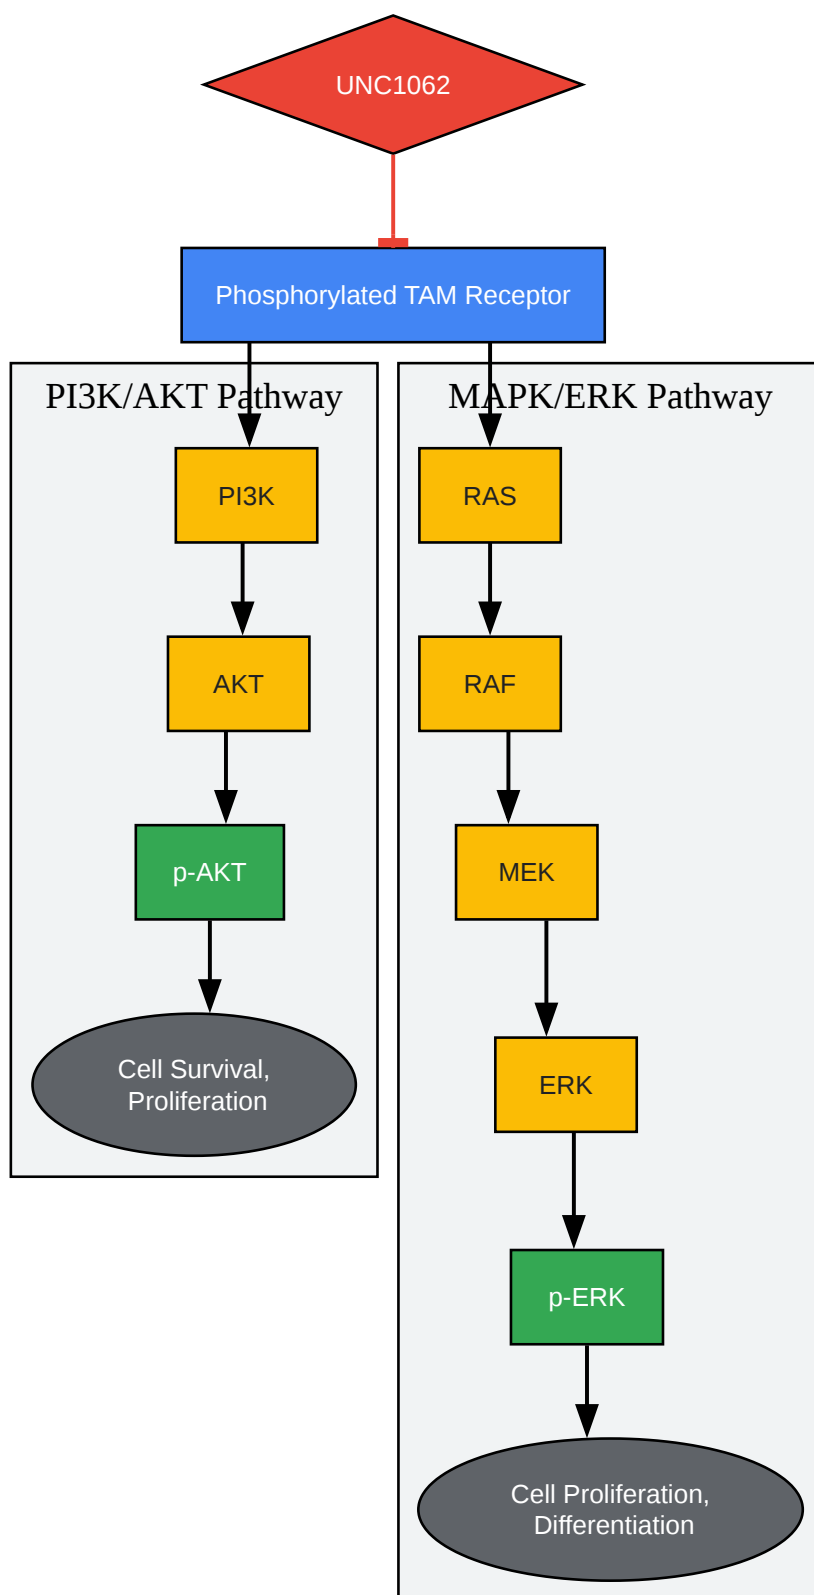 UNC1062
Phosphorylated TAM Receptor
PI3K/AKT Pathway
PI3K
AKT
p-AKT
Cell Survival,
Proliferation
MAPK/ERK Pathway
RAS
RAF
MEK
ERK
p-ERK
Cell Proliferation,
Differentiation